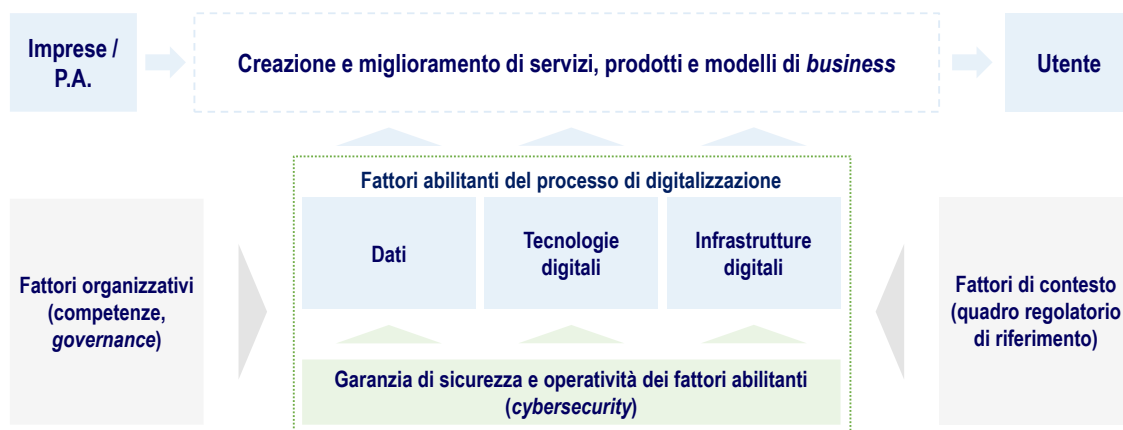 Imprese /
P.A.
Creazione e miglioramento di servizi, prodotti e modelli di business
Utente
Fattori abilitanti del processo di digitalizzazione
Dati
Tecnologie
digitali
Infrastrutture
digitali
Fattori organizzativi
(competenze,
governance)
Fattori di contesto
(quadro regolatorio
di riferimento)
Garanzia di sicurezza e operatività dei fattori abilitanti
(cybersecurity)